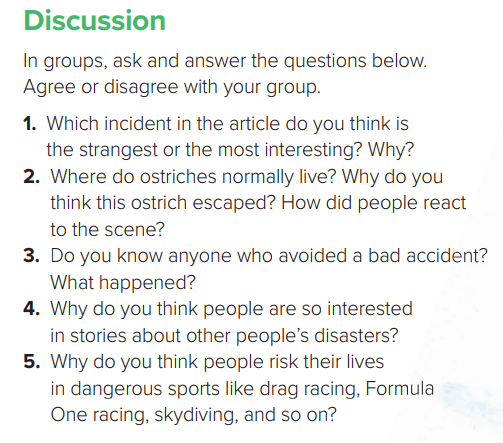 Discussion
In groups, ask and answer the questions below.
Agree or disagree with your group.
1. Which incident in the article do you think is
the strangest or the most interesting? Why?
2. Where do ostriches normally live? Why do you
think this ostrich escaped? How did people react
to the scene?
3. Do you know anyone who avoided a bad accident?
What happened?
4. Why do you think people are so interested
in stories about other people's disasters?
5. Why do you think people risk their lives
in dangerous sports like drag racing, Formula
One racing, skydiving, and so on?